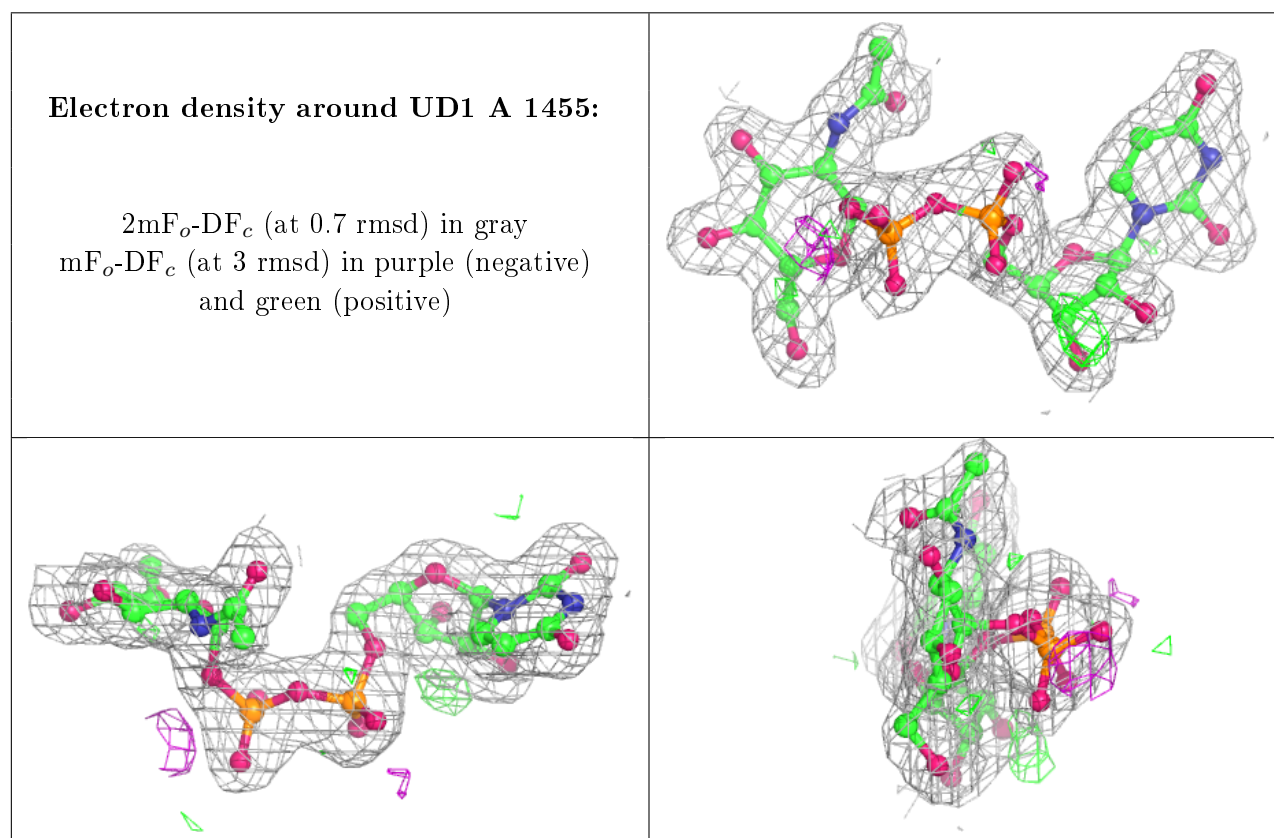 Electron density around UD1 A 1455:
2mFo-DFc (at 0.7 rmsd) in gray
mFo-DFc (at 3 rmsd) in purple (negative)
and green (positive)